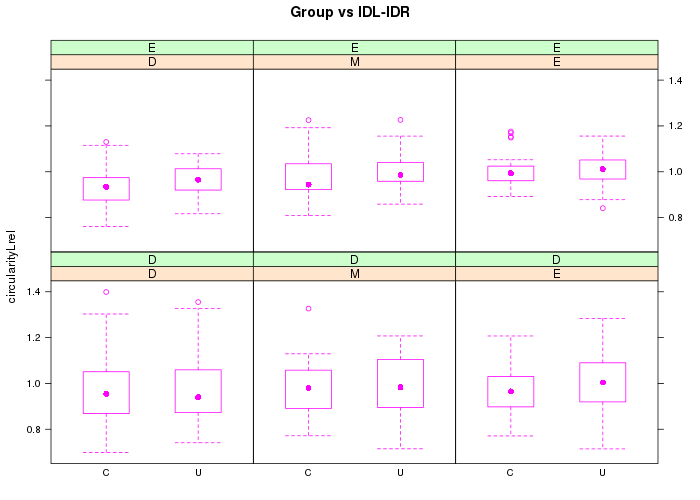 Group vs IDL-IDR
E E E
D M E
1.4
1.2
1.0
0.8
circularityLrel
D D D
D M E
1.4
1.2
1.0
0.8
C U C U C U